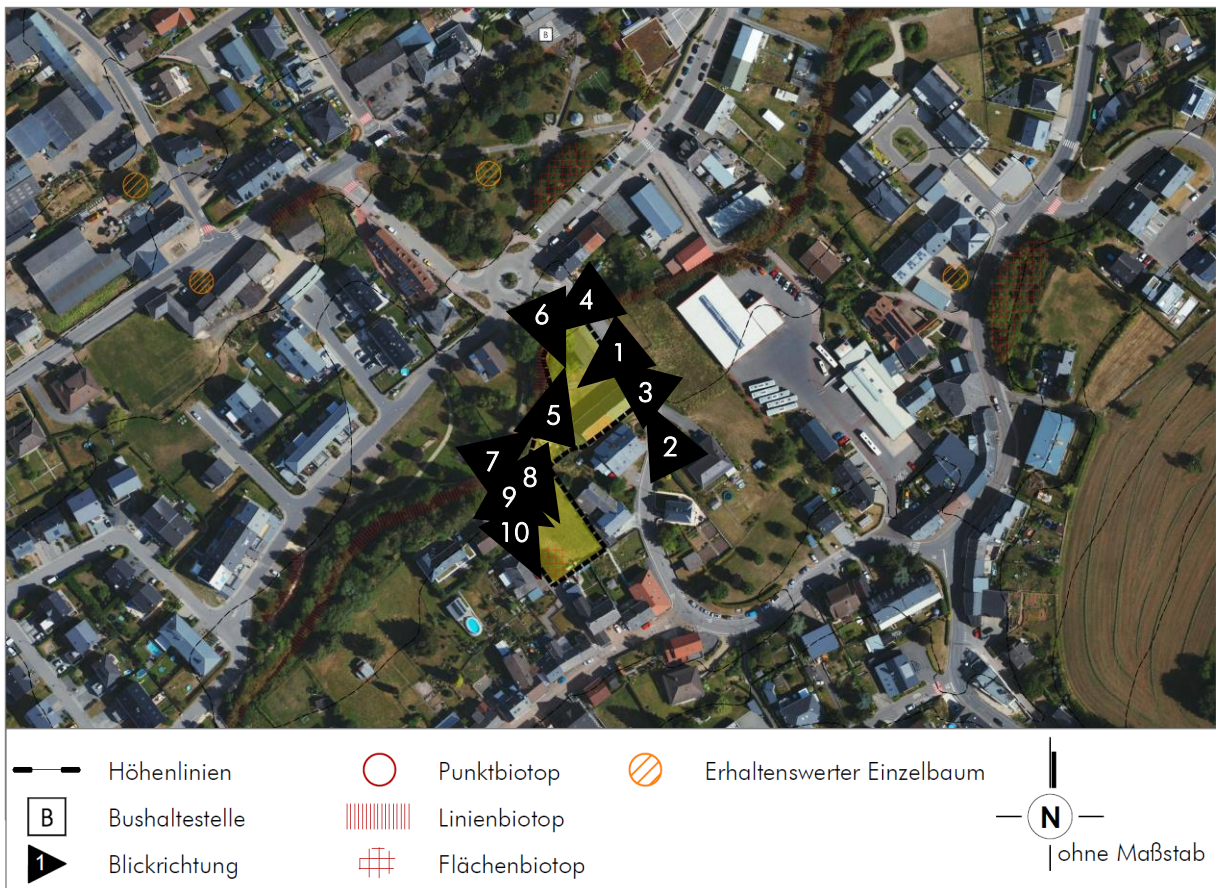 B
6
4
1
3
5
2
7
8
9
10
Höhenlinien
Punktbiotop
Erhaltenswerter Einzelbaum
B
Bushaltestelle
Linienbiotop
1
Blickrichtung
Flächenbiotop
N
ohne Maßstab